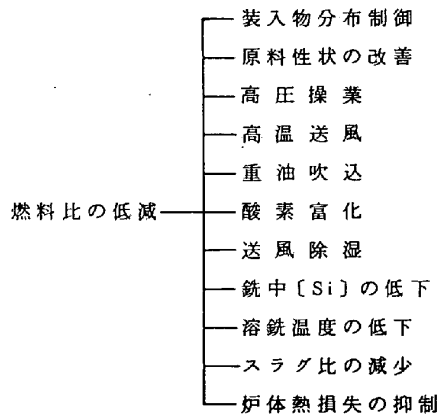 装入物分布制御
原料性状の改善
高圧操業
高温送風
重油吹込
燃料比の低減
酸素富化
送風除湿
銑中〔Si〕の低下
溶銑温度の低下
スラグ比の減少
炉体熱損失の抑制